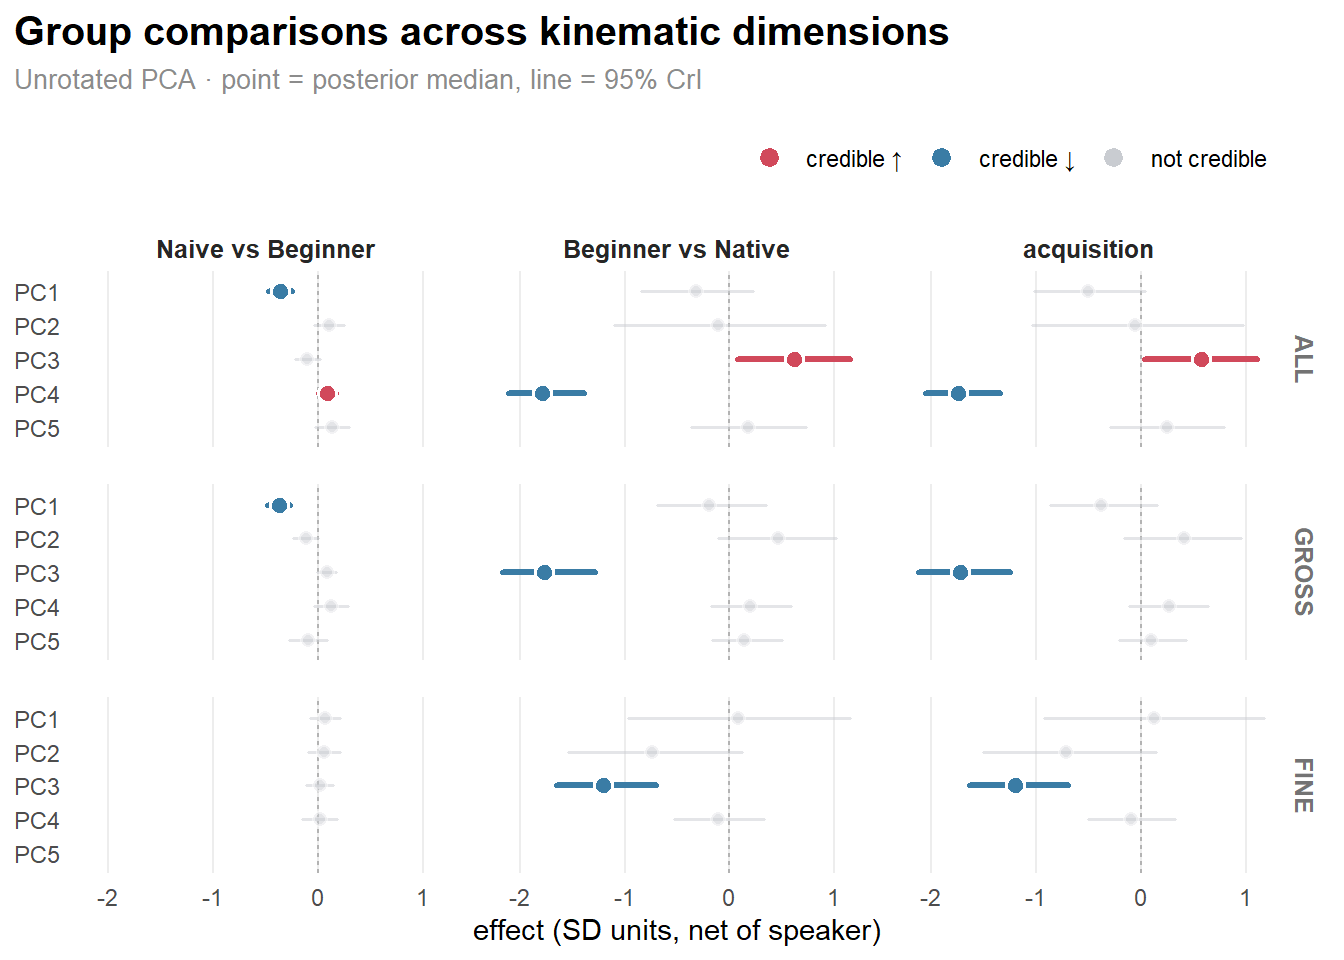 Group comparisons across kinematic dimensions
Unrotated PCA · point = posterior median, line = 95% CrI
credible ↑ credible ↓ not credible
Naive vs Beginner Beginner vs Native acquisition
PC1
PC2
PC3
PC4
PC5
ALL
PC1
PC2
PC3
PC4
PC5
GROSS
PC1
PC2
PC3
PC4
PC5
FINE
-2 -1 0 1 -2 -1 0 1 -2 -1 0 1
effect (SD units, net of speaker)